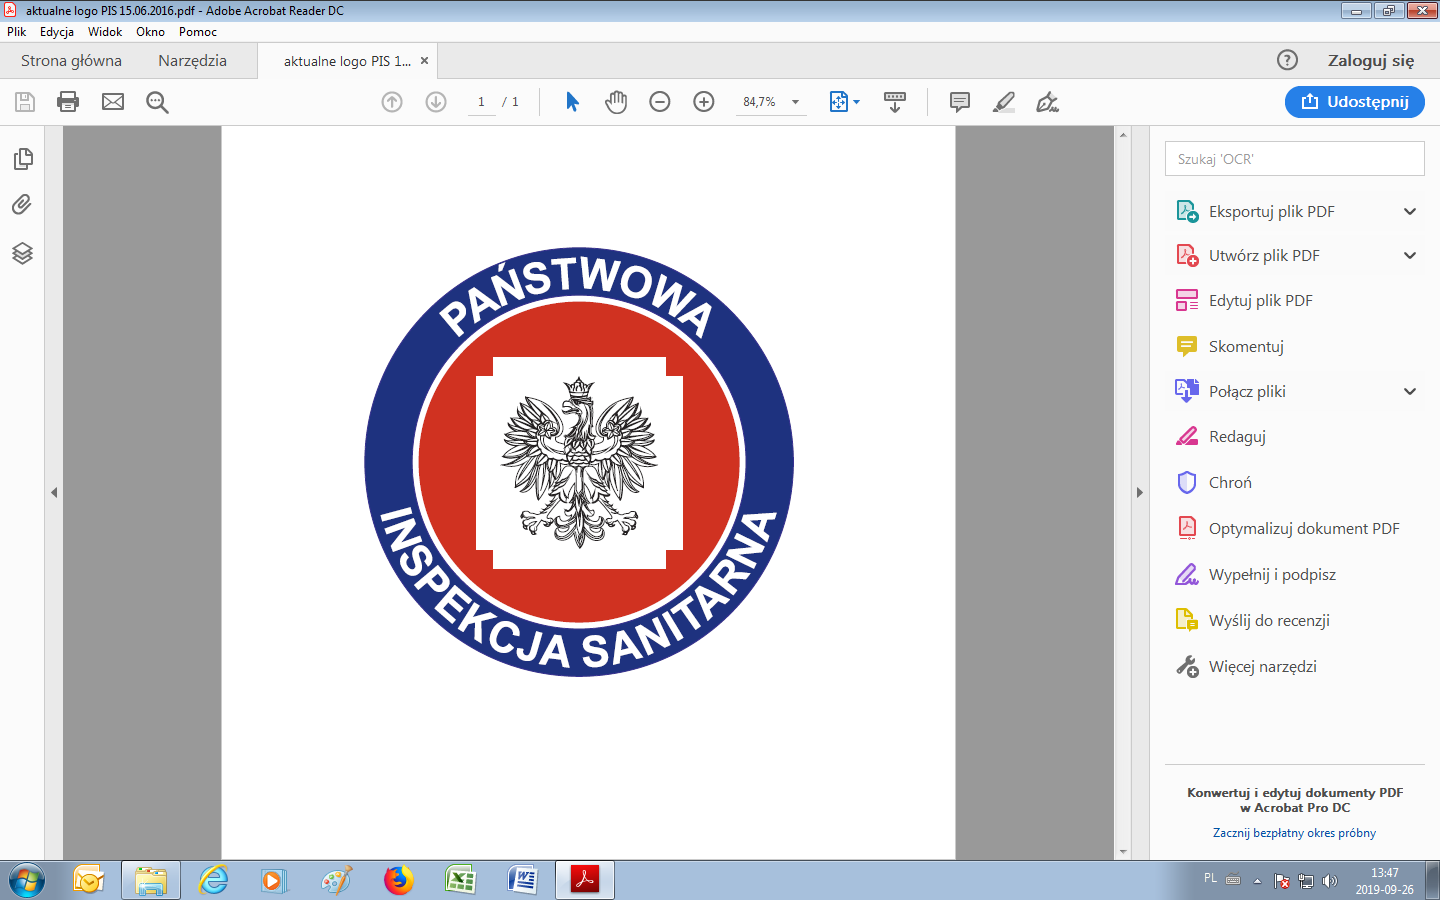 aktualne logo PIS 15.06.2016.pdf - Adobe Acrobat Reader DC
Plik Edycja Widok Okno Pomoc
Strona główna Narzędzia aktualne logo PIS 1... × Zaloguj się
1 / 1 84,7% Udostępnij
PAŃSTWOWA
INSPEKCJA SANITARNA
Szukaj 'OCR'
Eksportuj plik PDF
Utwórz plik PDF
Edytuj plik PDF
Skomentuj
Połącz pliki
Redaguj
Chroń
Optymalizuj dokument PDF
Wypełnij i podpisz
Wyślij do recenzji
Więcej narzędzi
Konwertuj i edytuj dokumenty PDF
w Acrobat Pro DC
Zacznij bezpłatny okres próbny
PL 13:47
2019-09-26